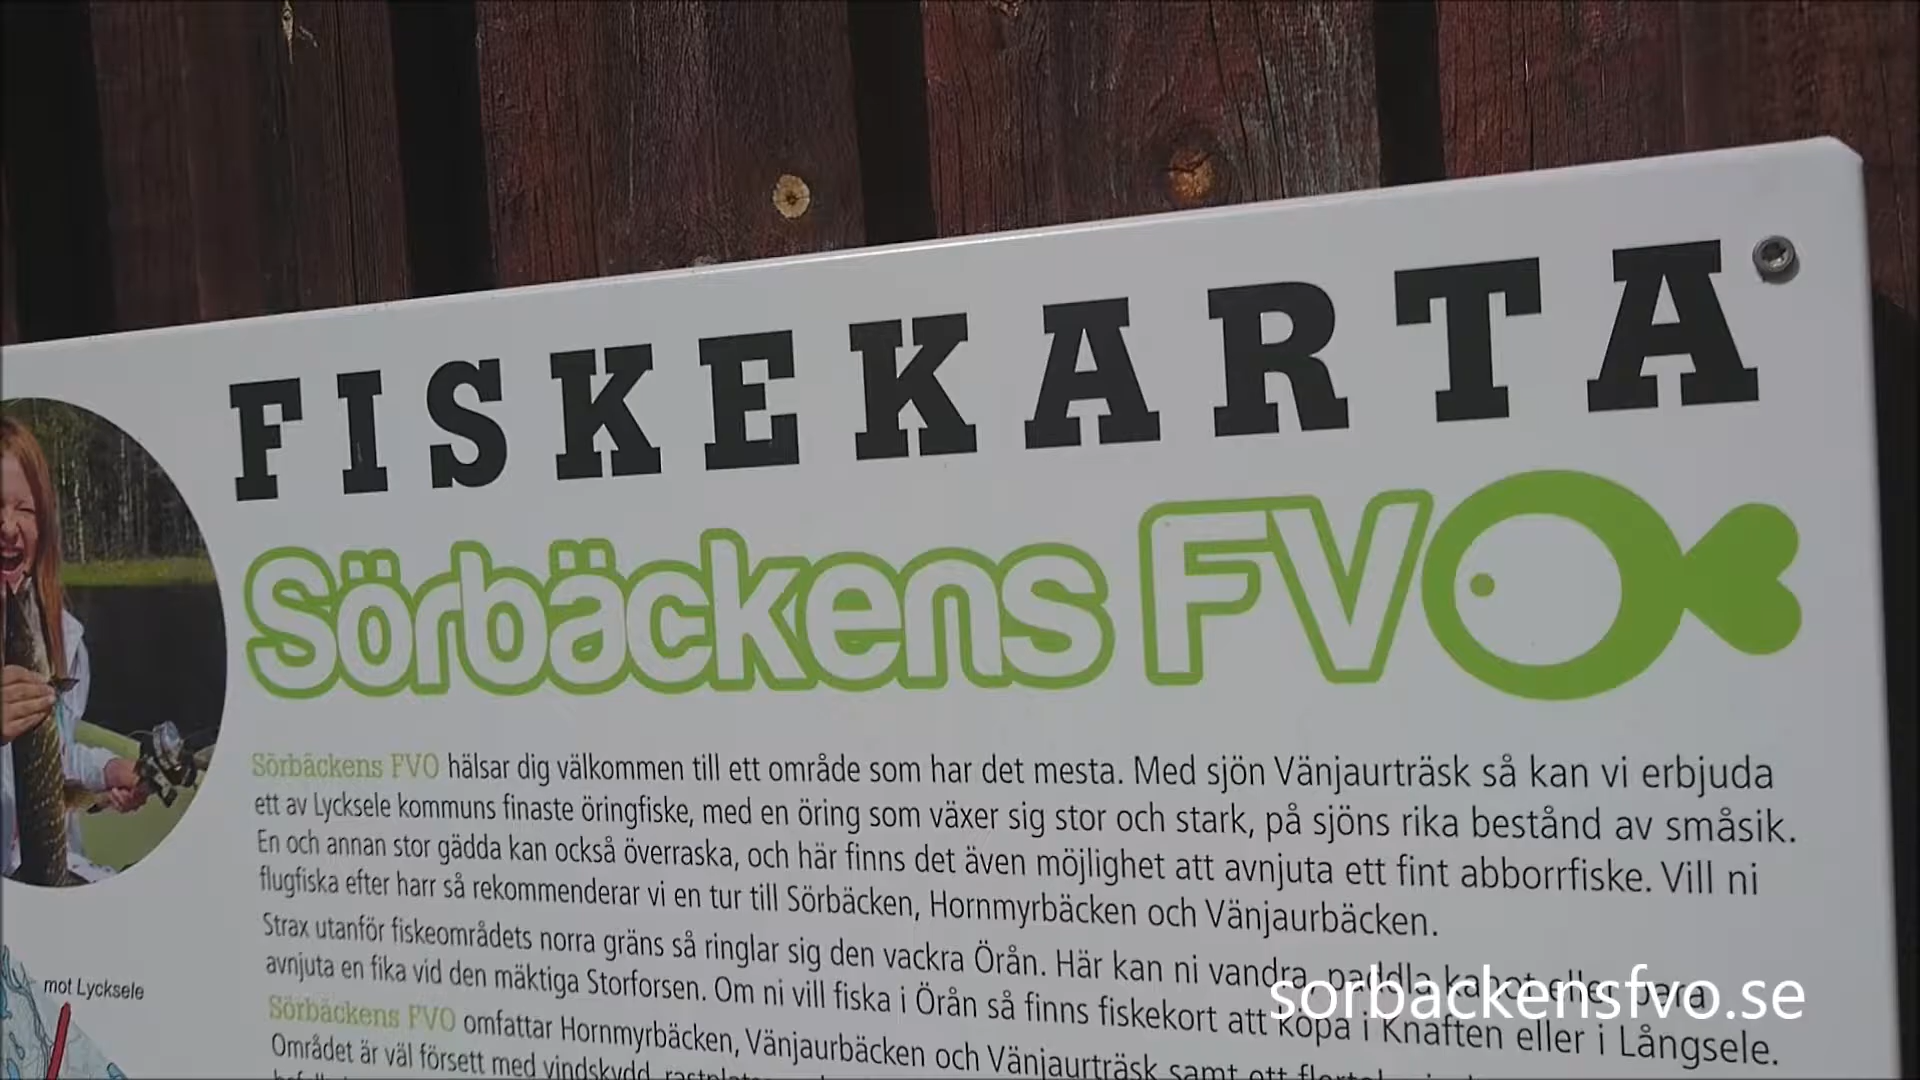 FISKEKARTA
Sörbäckens FVO
Sörbäckens FVO hälsar dig välkommen till ett område som har det mesta. Med sjön Vänjaurträsk så kan vi erbjuda
ett av Lycksele kommuns finaste öringfiske, med en öring som växer sig stor och stark, på sjöns rika bestånd av småsik.
En och annan stor gädda kan också överraska, och här finns det även möjlighet att avnjuta ett fint abborrfiske. Vill ni
flugfiska efter harr så rekommenderar vi en tur till Sörbäcken, Hornmyrbäcken och Vänjaurbäcken.
Strax utanför fiskeområdets norra gräns så ringlar sig den vackra Örån. Här kan ni vandra, paddla kanot eller bara
avnjuta en fika vid den mäktiga Storforsen. Om ni vill fiska i Örån så finns fiskekort att köpa i Knaften eller i Långsele.
Sörbäckens FVO omfattar Hornmyrbäcken, Vänjaurbäcken och Vänjaurträsk samt ett flertal
Området är väl försett med vindskydd,
mot Lycksele
sorbackensfvo.se